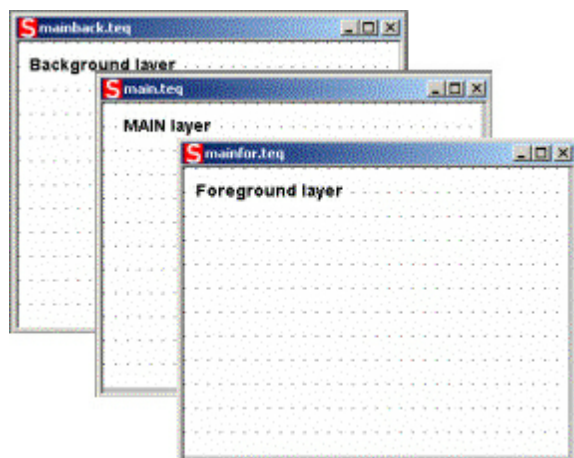 S mainback.teq
Background layer
S main.teq
MAIN layer
S mainfor.teq
Foreground layer